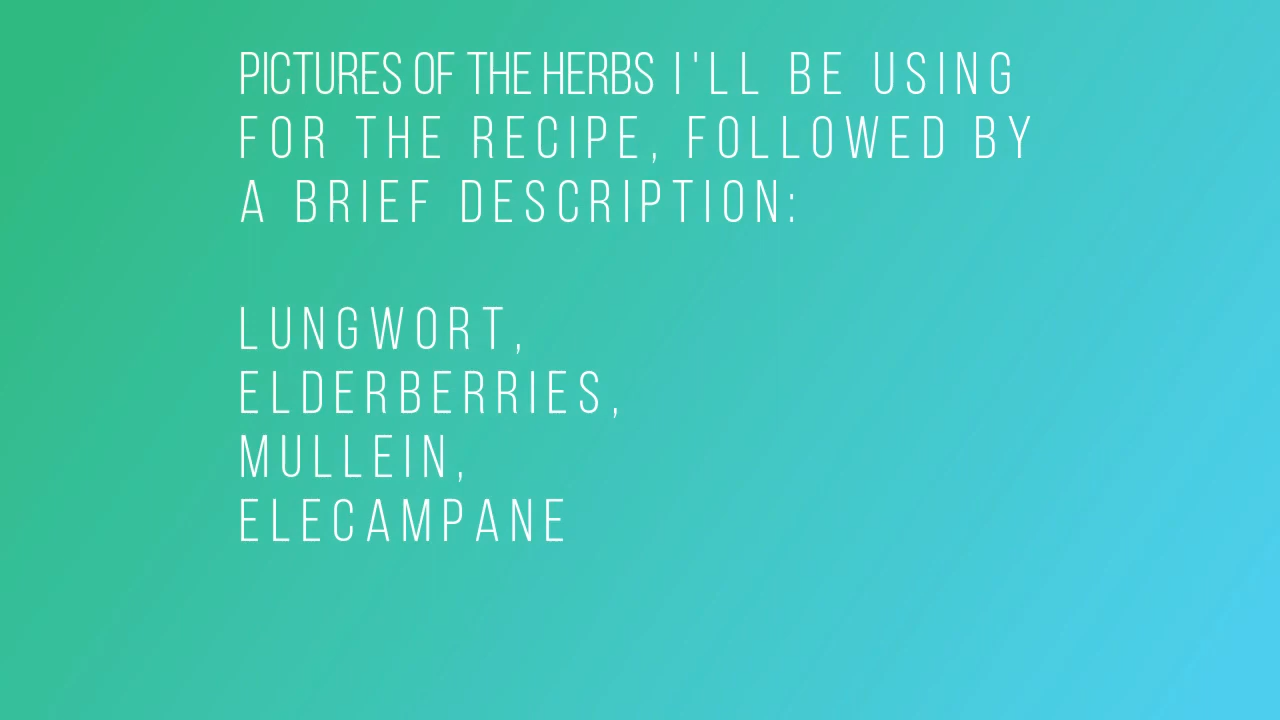 PICTURES OF THE HERBS I'LL BE USING
FOR THE RECIPE, FOLLOWED BY
A BRIEF DESCRIPTION:
LUNGWORT,
ELDERBERRIES,
MULLEIN,
ELECAMPANE